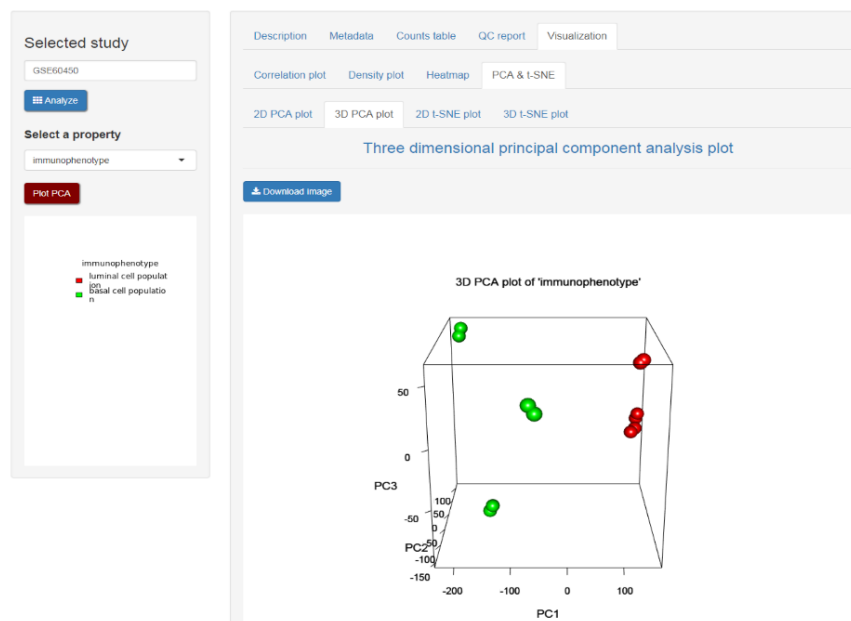 Selected study
GSE60450
Analyze
Select a property
immunophenotype
Plot PCA
immunophenotype
luminal cell populat
ion
basal cell populatio
n
Description Metadata Counts table QC report Visualization
Correlation plot Density plot Heatmap PCA & t-SNE
2D PCA plot 3D PCA plot 2D t-SNE plot 3D t-SNE plot
Three dimensional principal component analysis plot
Download image
3D PCA plot of 'immunophenotype'
50
0
PC3
-50
100
50
0
-50
PC2
-100
-150
-200 -100 0 100
PC1